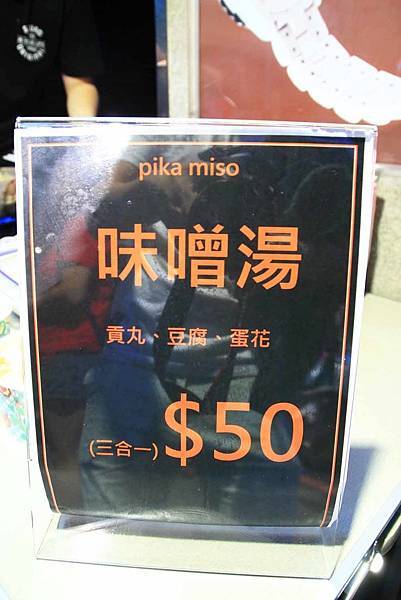 pika miso
味噌湯
貢丸、豆腐、蛋花
(三合一) $50